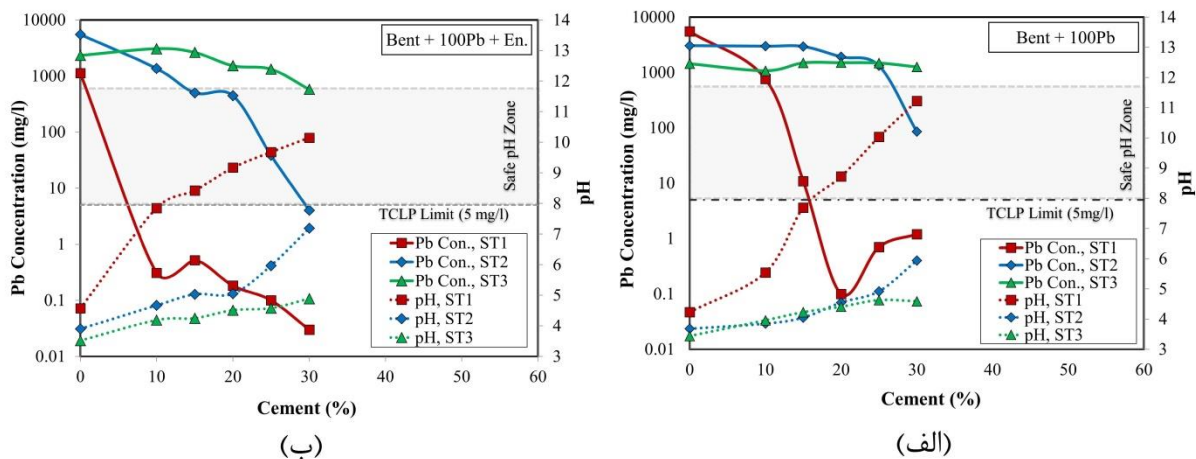 Bent + 100Pb + En.
Pb Concentration (mg/l)
10000
1000
100
10
1
0.1
0.01
14
13
12
11
10
9
8
7
6
5
4
3
pH
Safe pH Zone
TCLP Limit (5 mg/l)
Pb Con., ST1
Pb Con., ST2
Pb Con., ST3
pH, ST1
pH, ST2
pH, ST3
0 10 20 30 40 50 60
Cement (%)
(ب)
Bent + 100Pb
Pb Concentration (mg/l)
10000
1000
100
10
1
0.1
0.01
14
13
12
11
10
9
8
7
6
5
4
3
pH
Safe pH Zone
TCLP Limit (5mg/l)
Pb Con., ST1
Pb Con., ST2
Pb Con., ST3
pH, ST1
pH, ST2
pH, ST3
0 10 20 30 40 50 60
Cement (%)
(الف)